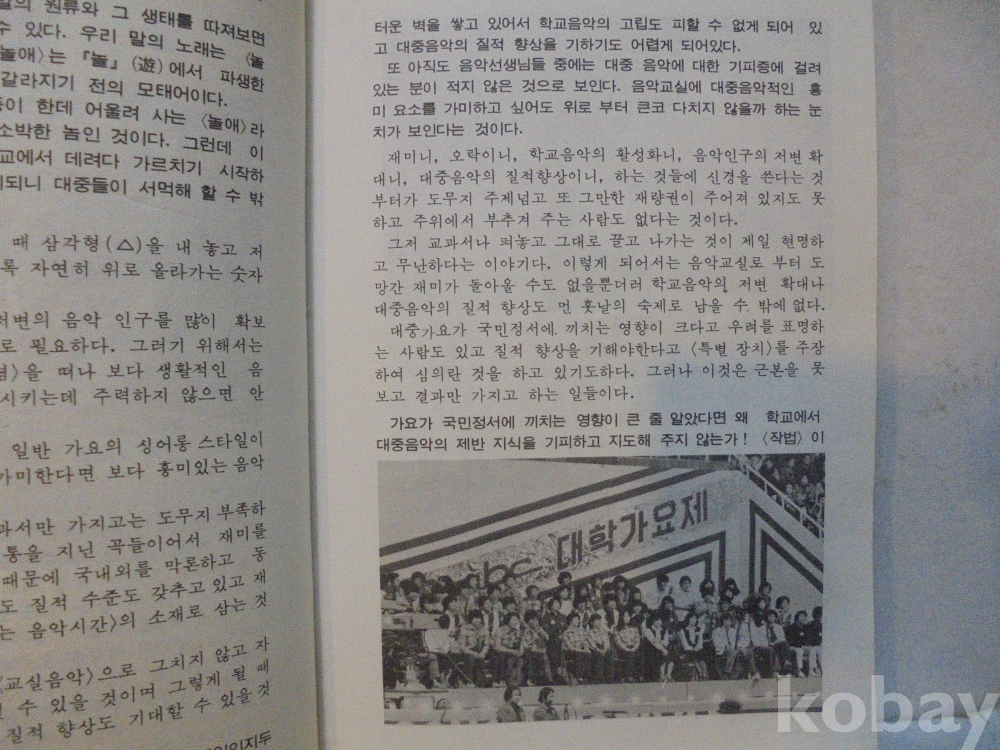 말의 원류와 그 생태를 따져보면
수 있다. 우리 말의 노래는 〈놀
놀애〉는 『놀』(遊)에서 파생한
갈라지기 전의 모태어이다.
등이 한데 어울려 사는 〈놀애〉라
소박한 놈인 것이다. 그런데 이
교에서 데려다 가르치기 시작하
되니 대중들이 서먹해 할 수 밖
때 삼각형(△)을 내 놓고 저
록 자연히 위로 올라가는 숫자
저변의 음악 인구를 많이 확보
로 필요하다. 그러기 위해서는
〉을 떠나 보다 생활적인 음
시키는데 주력하지 않으면 안
일반 가요의 싱어롱 스타일이
가미한다면 보다 흥미있는 음악
과서만 가지고는 도무지 부족하
통을 지닌 곡들이어서 재미를
때문에 국내외를 막론하고 동
도 질적 수준도 갖추고 있고 재
는 음악시간〉의 소재로 삼는 것
〈교실음악〉으로 그치지 않고 자
수 있을 것이며 그렇게 될 때
질적 향상도 기대할 수 있을 것
터운 벽을 쌓고 있어서 학교음악의 고립도 피할 수 없게 되어 있
고 대중음악의 질적 향상을 기하기도 어렵게 되어있다.
또 아직도 음악선생님들 중에는 대중 음악에 대한 기피증에 걸려
있는 분이 적지 않은 것으로 보인다. 음악교실에 대중음악적인 흥
미 요소를 가미하고 싶어도 위로 부터 큰코 다치지 않을까 하는 눈
치가 보인다는 것이다.
재미니, 오락이니, 학교음악의 활성화니, 음악인구의 저변 확
대니, 대중음악의 질적향상이니, 하는 것들에 신경을 쓴다는 것
부터가 도무지 주제넘고 또 그만한 재량권이 주어져 있지도 못
하고 주위에서 부추겨 주는 사람도 없다는 것이다.
그저 교과서나 떠놓고 그대로 끌고 나가는 것이 제일 현명하
고 무난하다는 이야기다. 이렇게 되어서는 음악교실로 부터 도
망간 재미가 돌아올 수도 없을뿐더러 학교음악의 저변 확대나
대중음악의 질적 향상도 먼 훗날의 숙제로 남을 수 밖에 없다.
대중가요가 국민정서에 끼치는 영향이 크다고 우려를 표명하
는 사람도 있고 질적 향상을 기해야한다고 〈특별 장치〉를 주장
하여 심의란 것을 하고 있기도하다. 그러나 이것은 근본을 못
보고 결과만 가지고 하는 일들이다.
가요가 국민정서에 끼치는 영향이 큰 줄 알았다면 왜 학교에서
대중음악의 제반 지식을 기피하고 지도해 주지 않는가! 〈작법〉이
대학가요제
kobay